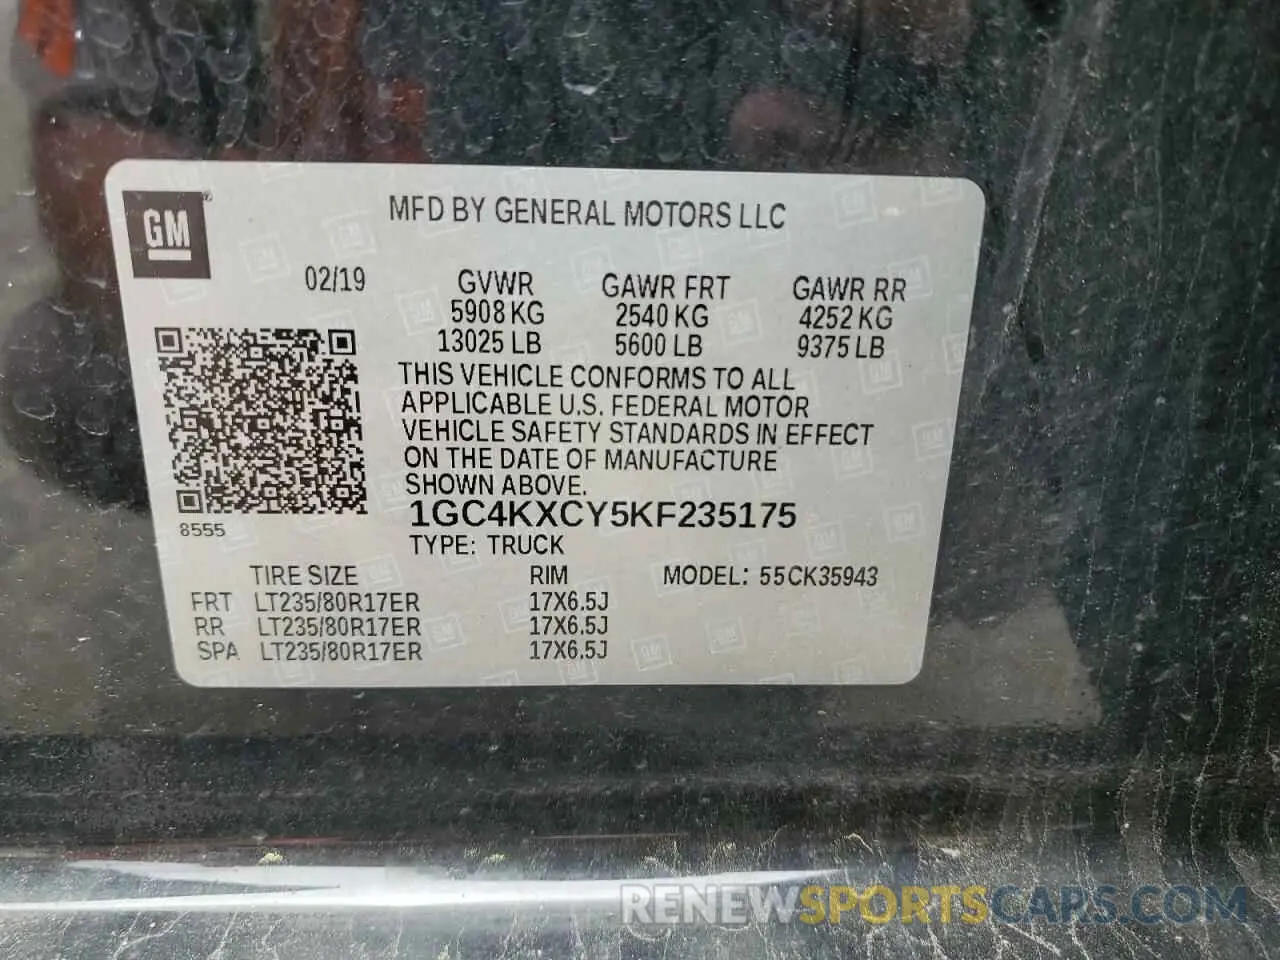 GM®
MFD BY GENERAL MOTORS LLC
02/19 GVWR GAWR FRT GAWR RR
5908 KG 2540 KG 4252 KG
13025 LB 5600 LB 9375 LB
THIS VEHICLE CONFORMS TO ALL
APPLICABLE U.S. FEDERAL MOTOR
VEHICLE SAFETY STANDARDS IN EFFECT
ON THE DATE OF MANUFACTURE
SHOWN ABOVE.
8555
1GC4KXCY5KF235175
TYPE: TRUCK
TIRE SIZE RIM MODEL: 55CK35943
FRT LT235/80R17ER 17X6.5J
RR LT235/80R17ER 17X6.5J
SPA LT235/80R17ER 17X6.5J
RENEWSPORTSCARS.COM